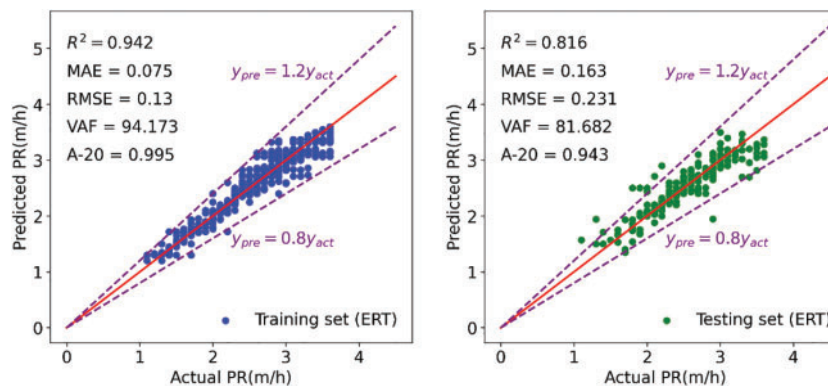 R² = 0.942
MAE = 0.075
RMSE = 0.13
VAF = 94.173
A-20 = 0.995
y_pre = 1.2y_act
y_pre = 0.8y_act
Training set (ERT)
Predicted PR(m/h)
5
4
3
2
1
0
0 1 2 3 4
Actual PR(m/h)
R² = 0.816
MAE = 0.163
RMSE = 0.231
VAF = 81.682
A-20 = 0.943
y_pre = 1.2y_act
y_pre = 0.8y_act
Testing set (ERT)
Predicted PR(m/h)
5
4
3
2
1
0
0 1 2 3 4
Actual PR(m/h)